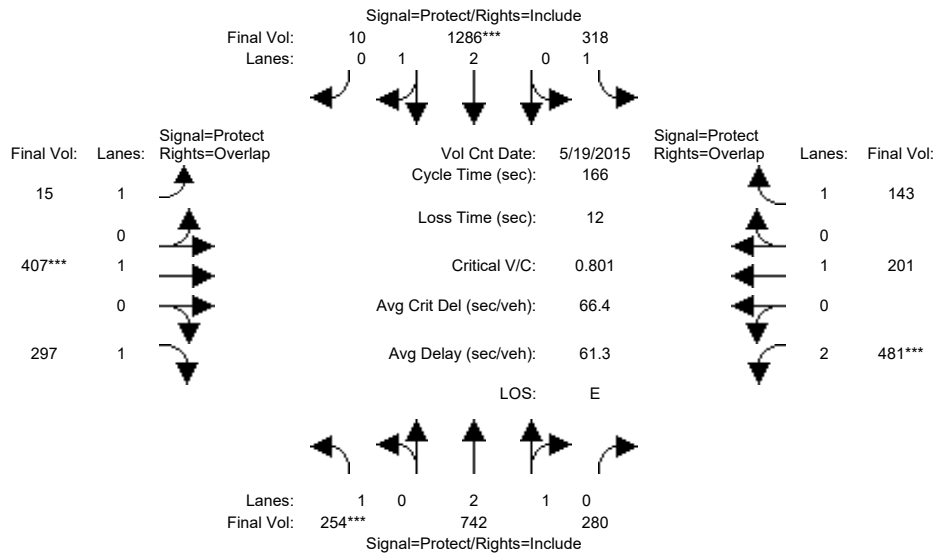 Signal=Protect/Rights=Include
Final Vol: 10 1286*** 318
Lanes: 0 1 2 0 1
Signal=Protect Signal=Protect
Final Vol: Lanes: Rights=Overlap Vol Cnt Date: 5/19/2015 Rights=Overlap Lanes: Final Vol:
Cycle Time (sec): 166
15 1 1 143
Loss Time (sec): 12
0 0
407*** 1 Critical V/C: 0.801 1 201
0 Avg Crit Del (sec/veh): 66.4 0
297 1 Avg Delay (sec/veh): 61.3 2 481***
LOS: E
Lanes: 1 0 2 1 0
Final Vol: 254*** 742 280
Signal=Protect/Rights=Include